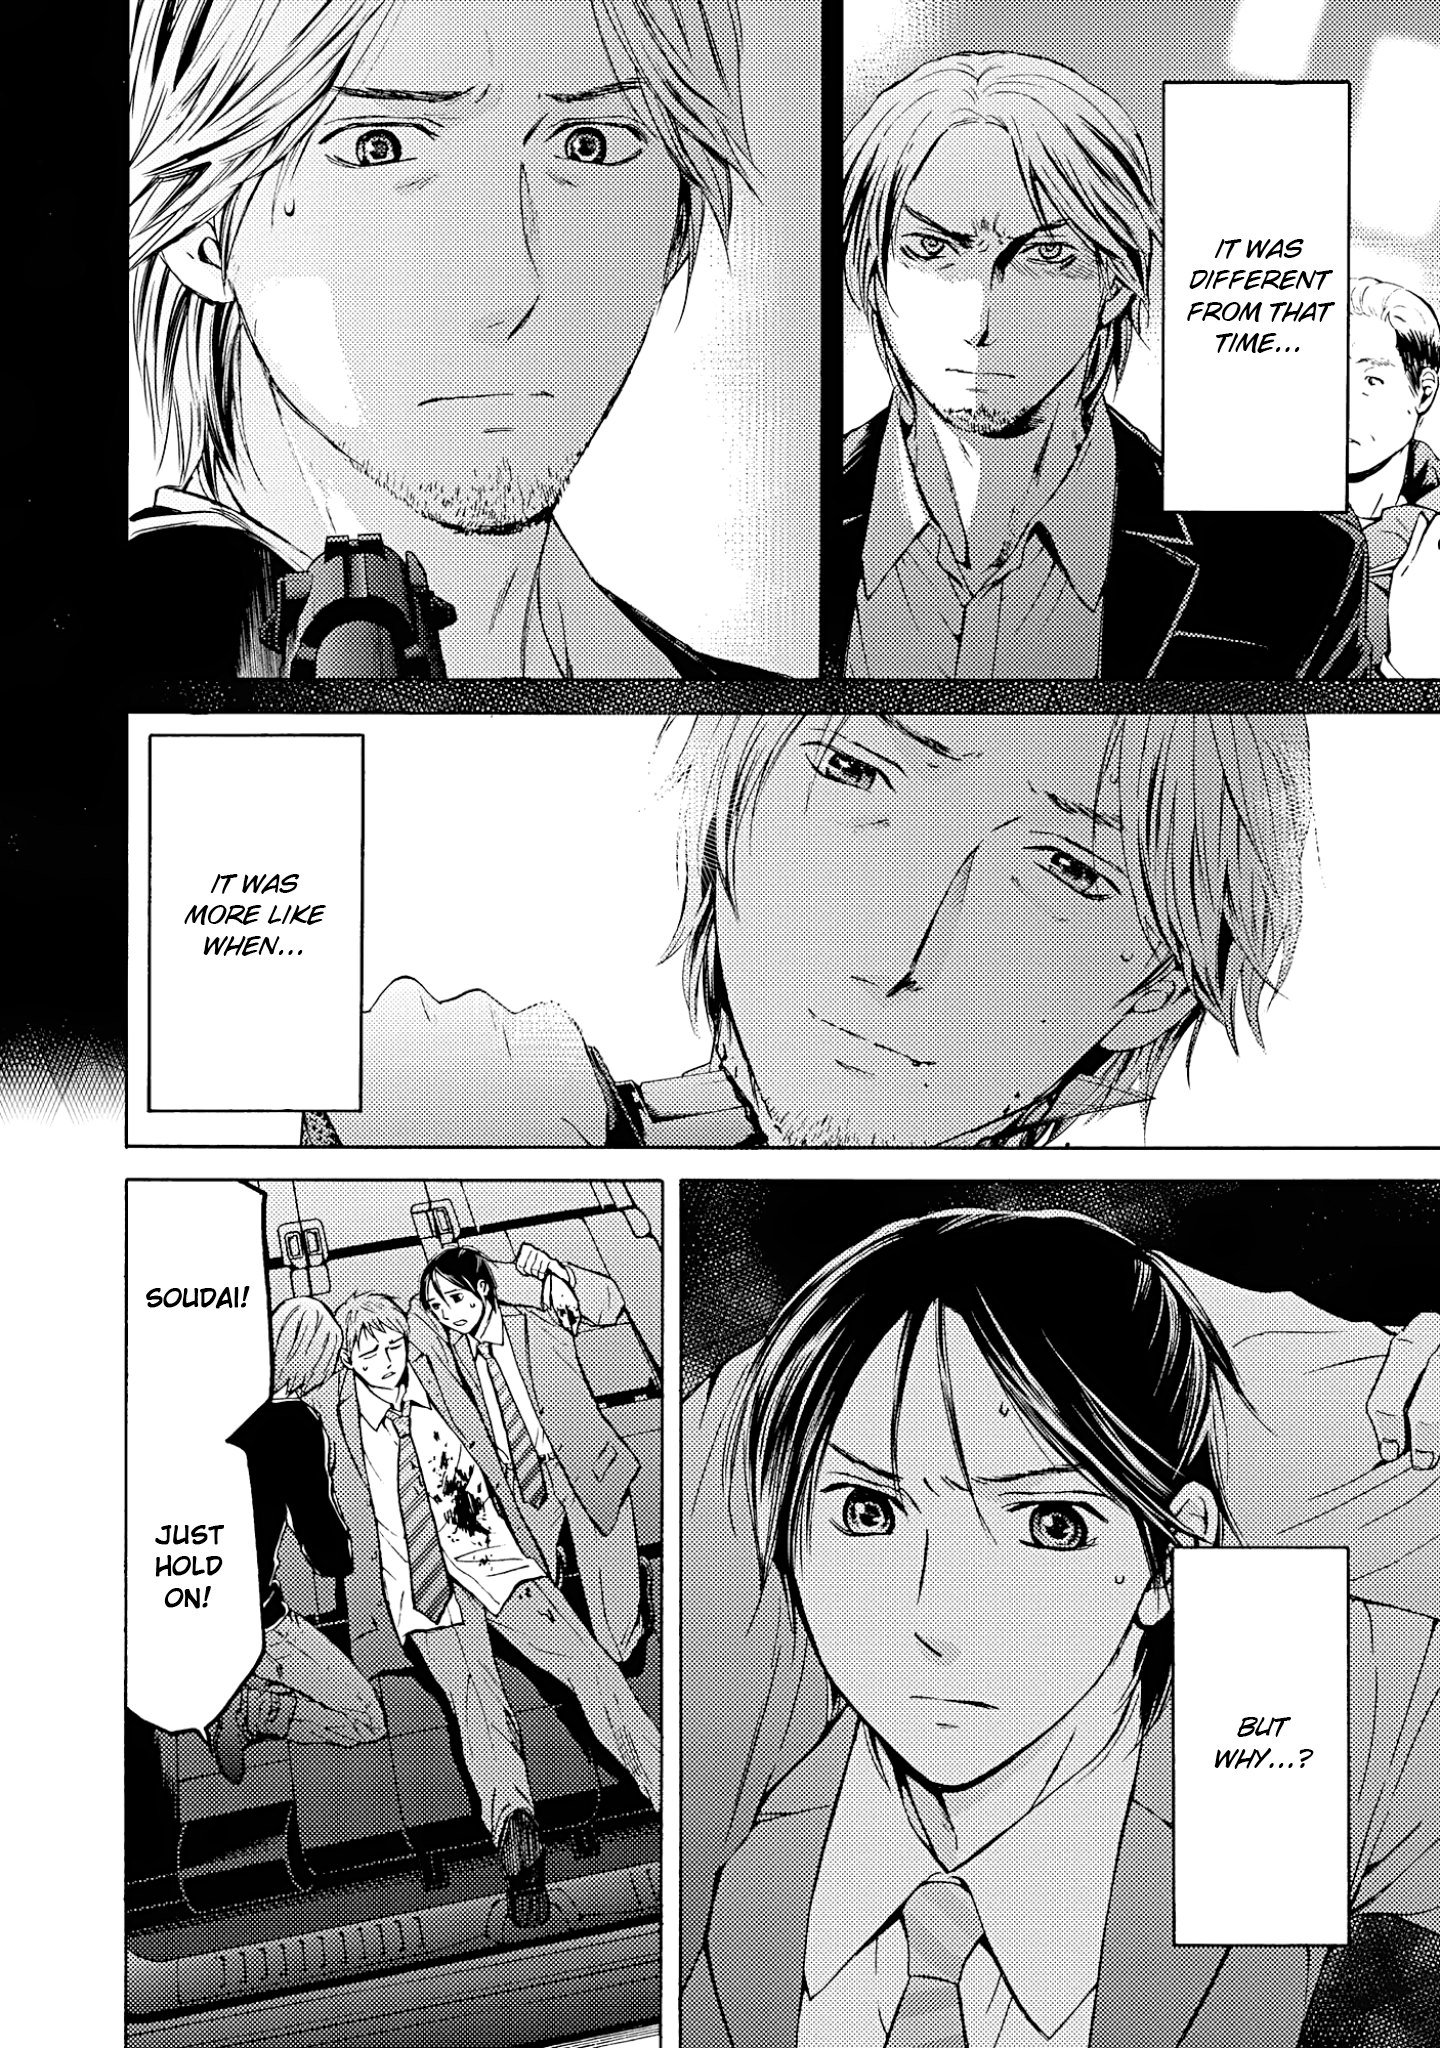 IT WAS
DIFFERENT
FROM THAT
TIME...
IT WAS
MORE LIKE
WHEN...
BUT
WHY...?
SOUDAI!
JUST
HOLD
ON!